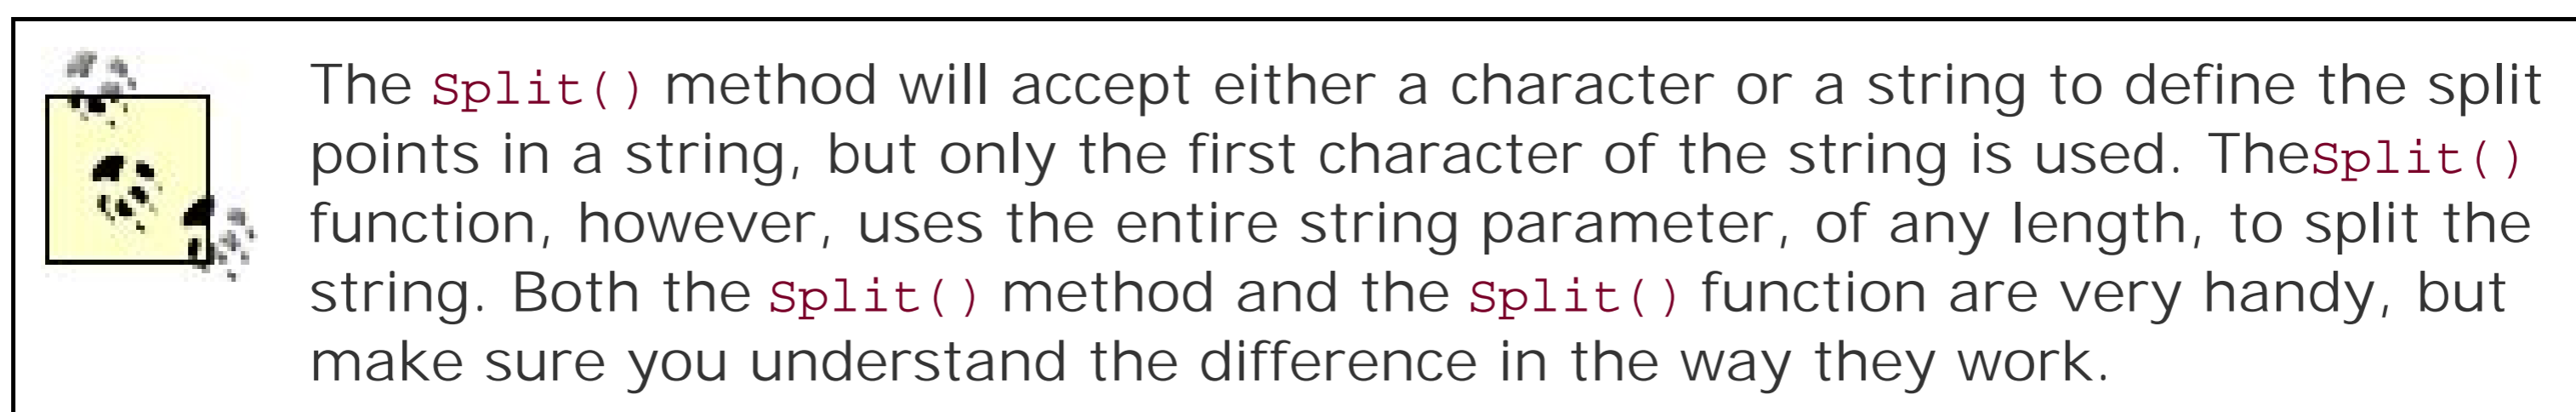 The Split() method will accept either a character or a string to define the split
points in a string, but only the first character of the string is used. TheSplit()
function, however, uses the entire string parameter, of any length, to split the
string. Both the Split() method and the Split() function are very handy, but
make sure you understand the difference in the way they work.